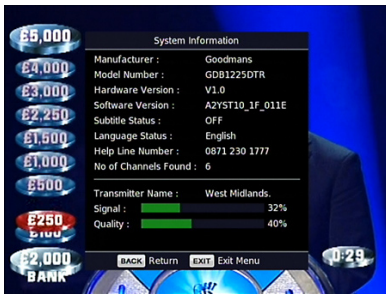 £5,000
£4,000
£3,000
£2,250
£1,500
£1,000
£500
£250
£100
£2,000
BANK
System Information
Manufacturer : Goodmans
Model Number : GDB1225DTR
Hardware Version : V1.0
Software Version : A2YST10_1F_011E
Subtitle Status : OFF
Language Status : English
Help Line Number : 0871 230 1777
No of Channels Found : 6
Transmitter Name : West Midlands.
Signal : 32%
Quality : 40%
BACK Return EXIT Exit Menu
0:29